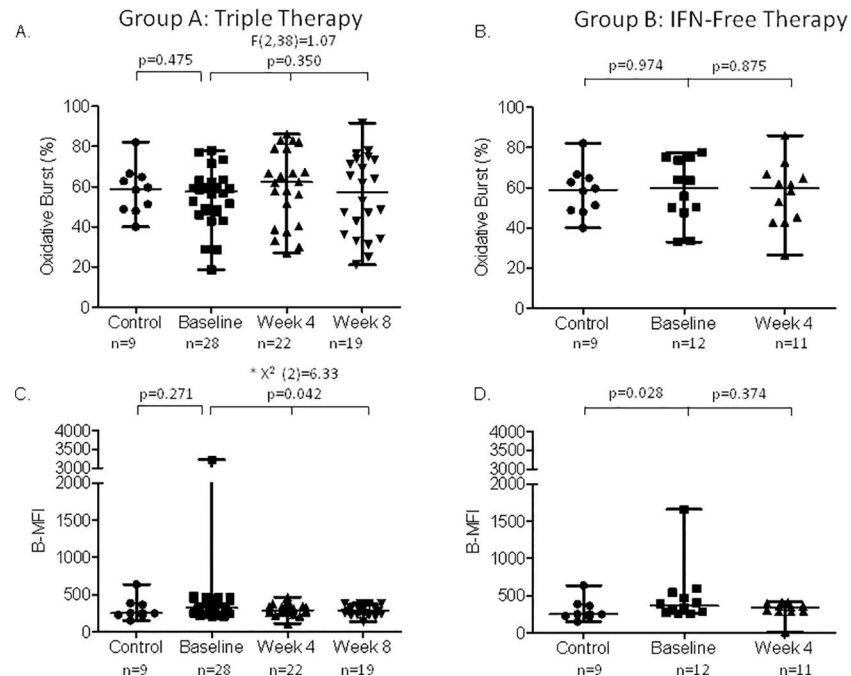 Group A: Triple Therapy
Group B: IFN-Free Therapy
A.
F(2,38)=1.07
p=0.475
p=0.350
Oxidative Burst (%)
100
80
60
40
20
0
Control
Baseline
Week 4
Week 8
n=9
n=28
n=22
n=19
B.
p=0.974
p=0.875
Oxidative Burst (%)
100
80
60
40
20
0
Control
Baseline
Week 4
n=9
n=12
n=11
C.
* X² (2)=6.33
p=0.271
p=0.042
B-MFI
4000
3500
3000
2000
1500
1000
500
0
Control
Baseline
Week 4
Week 8
n=9
n=28
n=22
n=19
D.
p=0.028
p=0.374
B-MFI
4000
3500
3000
2000
1500
1000
500
0
Control
Baseline
Week 4
n=9
n=12
n=11